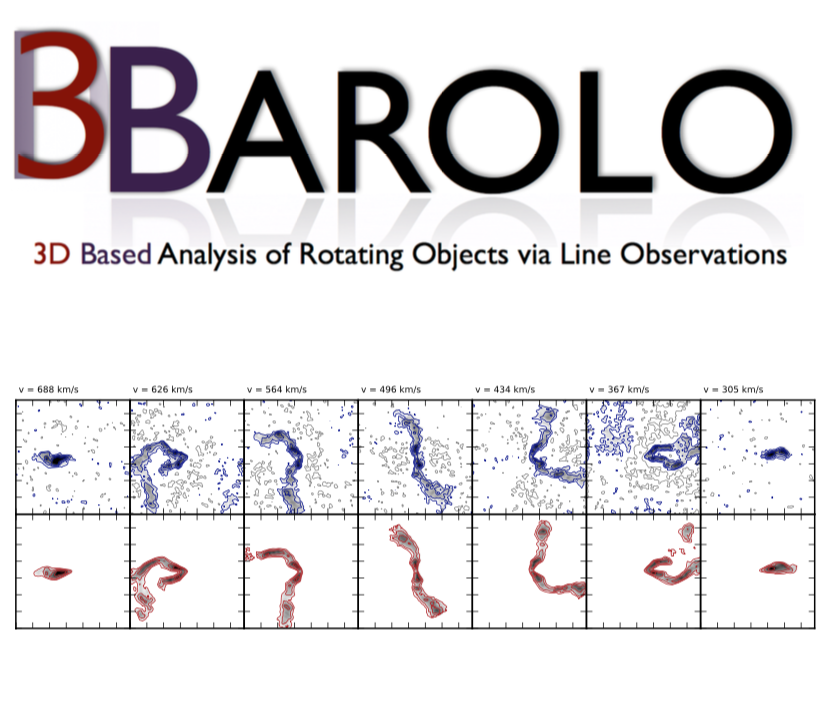 3BAROLO
3D Based Analysis of Rotating Objects via Line Observations
v = 688 km/s
v = 626 km/s
v = 564 km/s
v = 496 km/s
v = 434 km/s
v = 367 km/s
v = 305 km/s